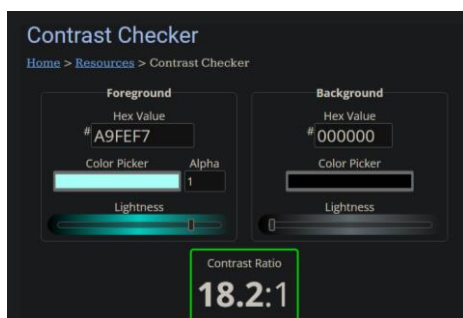 Contrast Checker
Home > Resources > Contrast Checker
Foreground
Hex Value
# A9FEF7
Color Picker Alpha
1
Lightness
Background
Hex Value
# 000000
Color Picker
Lightness
Contrast Ratio
18.2:1